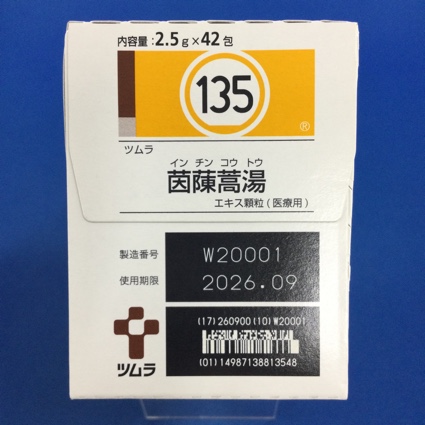 内容量:2.5g×42包
135
®
ツムラ
イン チン コウ トウ
茵蔯蒿湯
エキス顆粒(医療用)
製造番号 W20001
使用期限 2026.09
(17)260900(10)W20001
(01)14987138813548
ツムラ